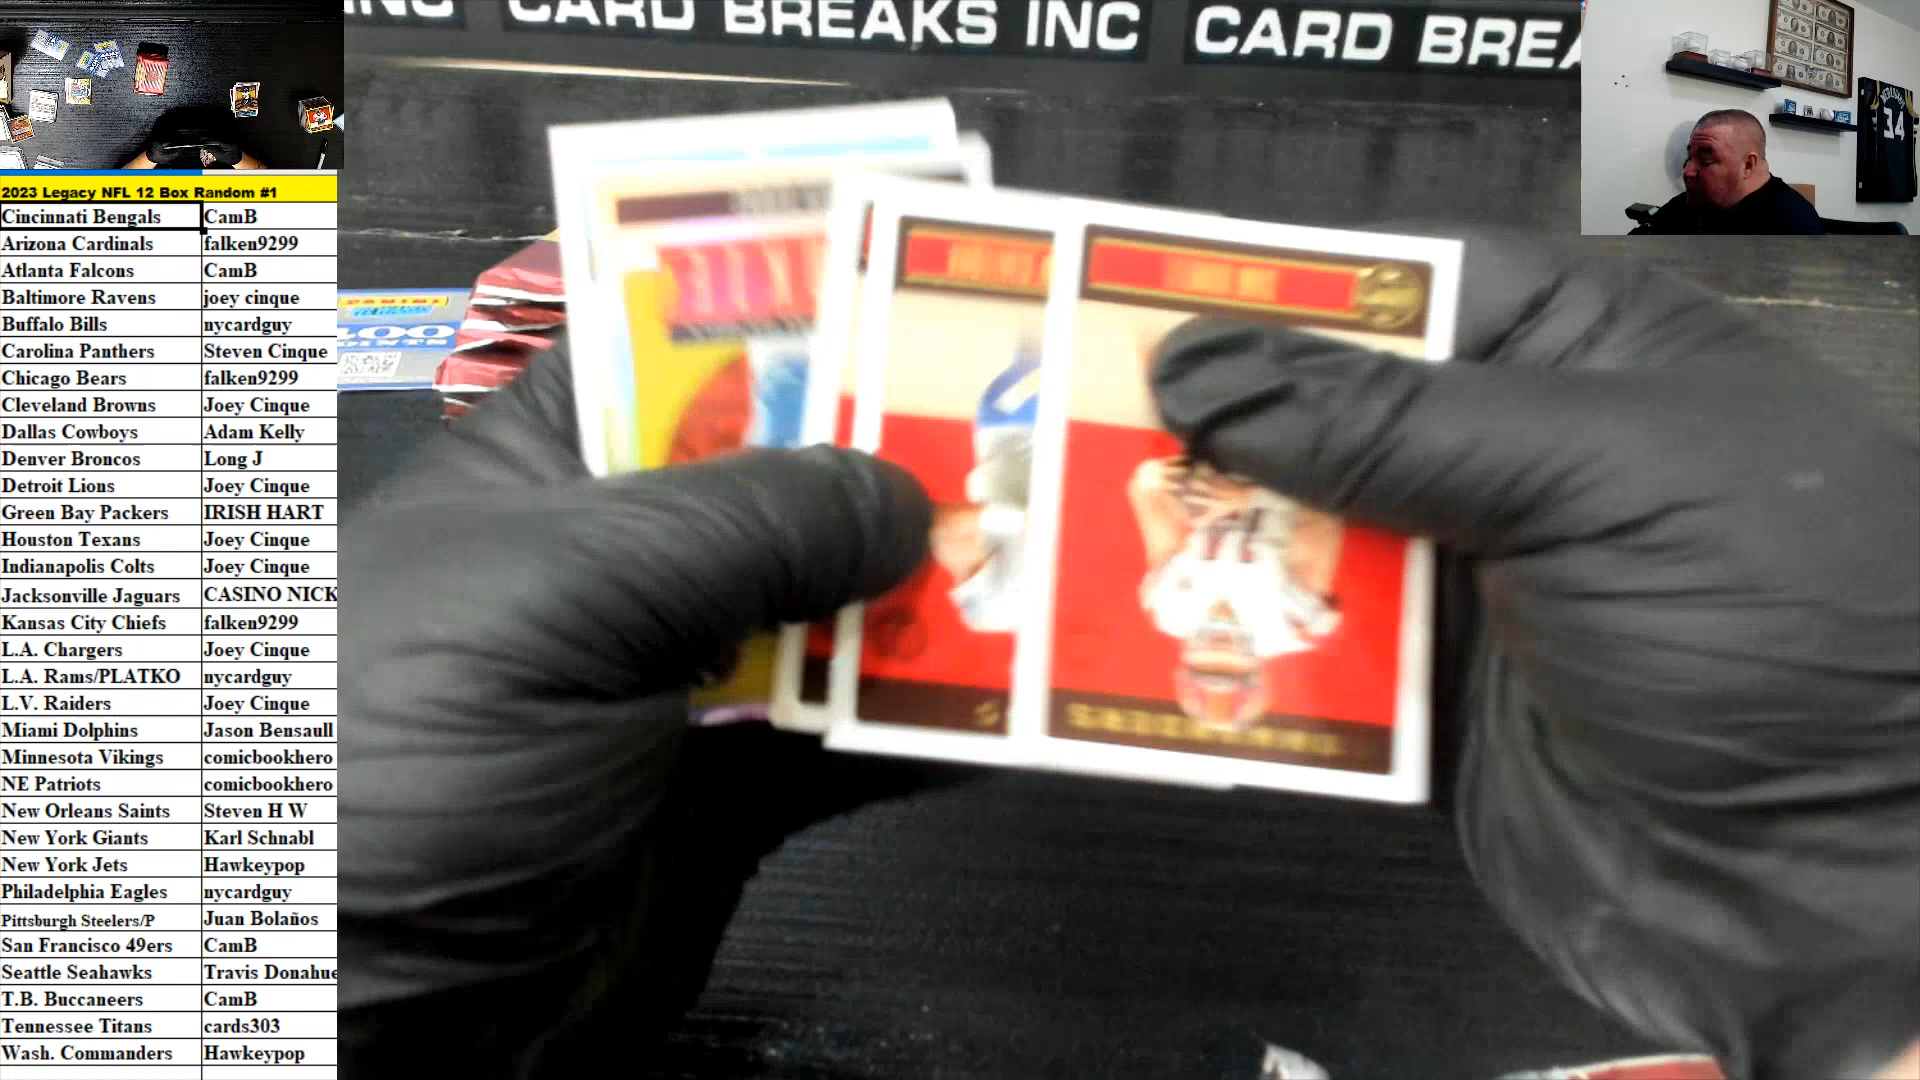 INC CARD BREAKS INC CARD BREA
34
PANINI
POINTS
2023 Legacy NFL 12 Box Random #1
Cincinnati Bengals CamB
Arizona Cardinals falken9299
Atlanta Falcons CamB
Baltimore Ravens joey cinque
Buffalo Bills nycardguy
Carolina Panthers Steven Cinque
Chicago Bears falken9299
Cleveland Browns Joey Cinque
Dallas Cowboys Adam Kelly
Denver Broncos Long J
Detroit Lions Joey Cinque
Green Bay Packers IRISH HART
Houston Texans Joey Cinque
Indianapolis Colts Joey Cinque
Jacksonville Jaguars CASINO NICK
Kansas City Chiefs falken9299
L.A. Chargers Joey Cinque
L.A. Rams/PLATKO nycardguy
L.V. Raiders Joey Cinque
Miami Dolphins Jason Bensaull
Minnesota Vikings comicbookhero
NE Patriots comicbookhero
New Orleans Saints Steven H W
New York Giants Karl Schnabl
New York Jets Hawkeypop
Philadelphia Eagles nycardguy
Pittsburgh Steelers/P Juan Bolaños
San Francisco 49ers CamB
Seattle Seahawks Travis Donahue
T.B. Buccaneers CamB
Tennessee Titans cards303
Wash. Commanders Hawkeypop